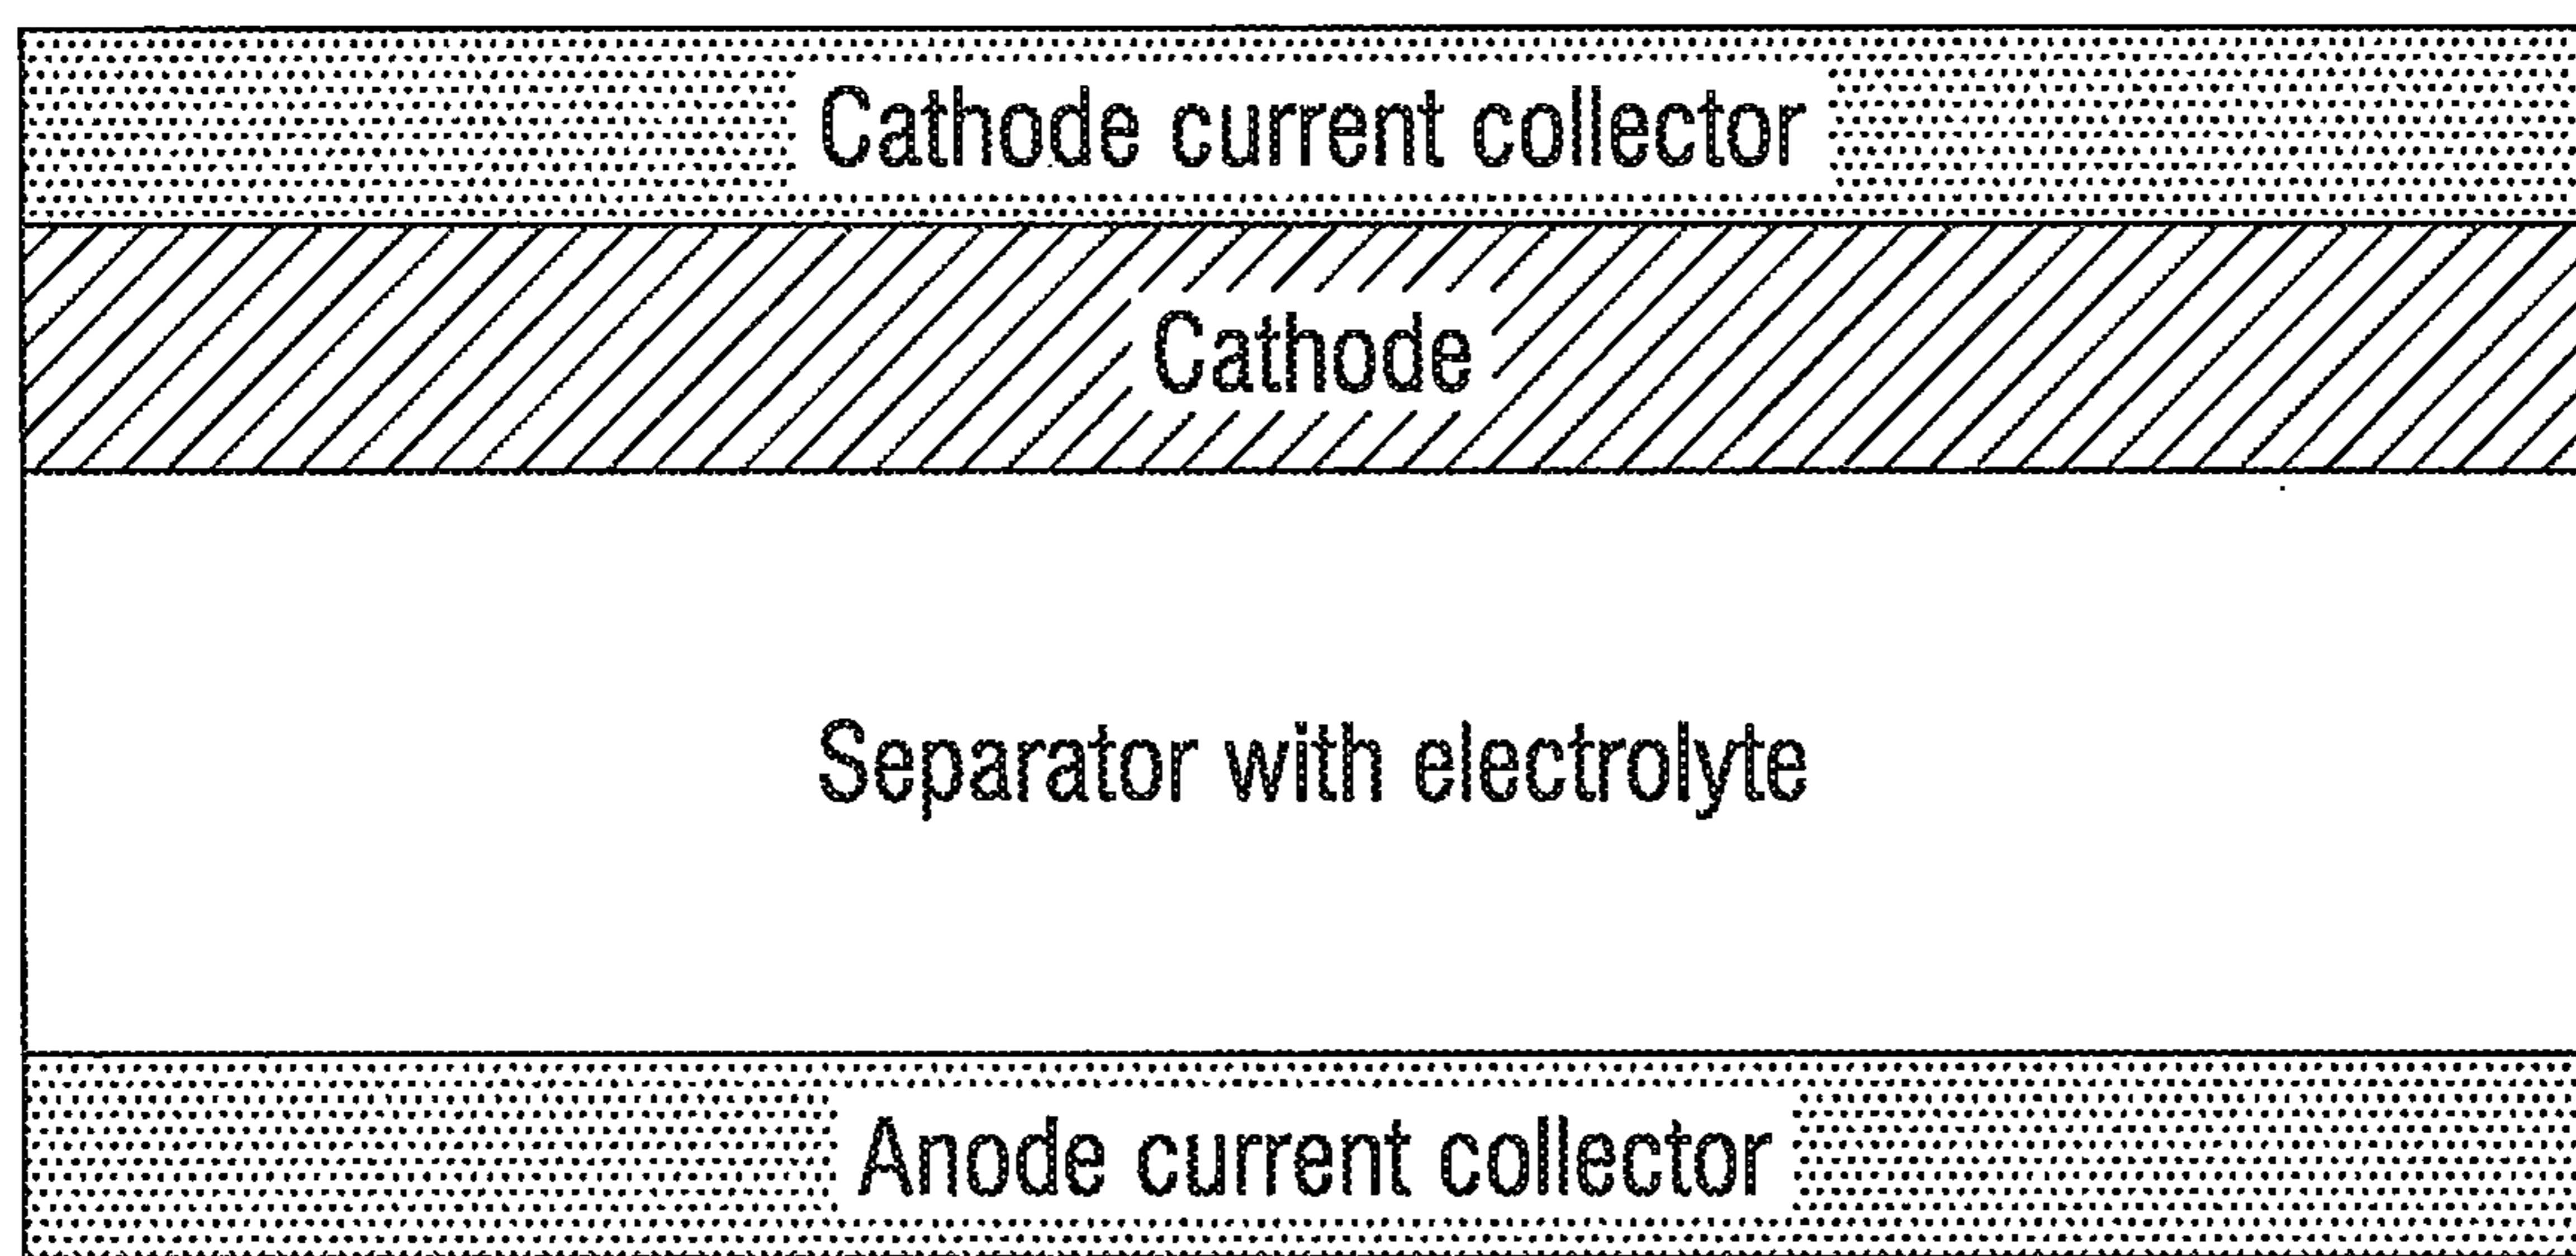 Cathode current collector
Cathode
Separator with electrolyte
Anode current collector